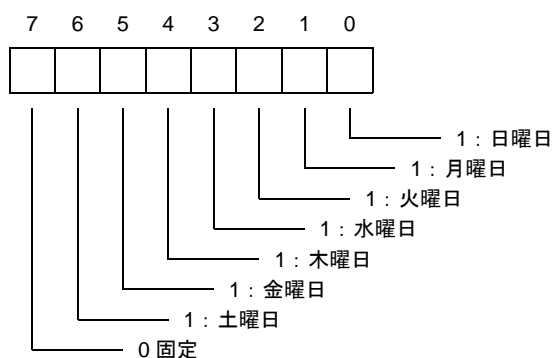 7 6 5 4 3 2 1 0
1 : 日曜日
1 : 月曜日
1 : 火曜日
1 : 水曜日
1 : 木曜日
1 : 金曜日
1 : 土曜日
0 固定